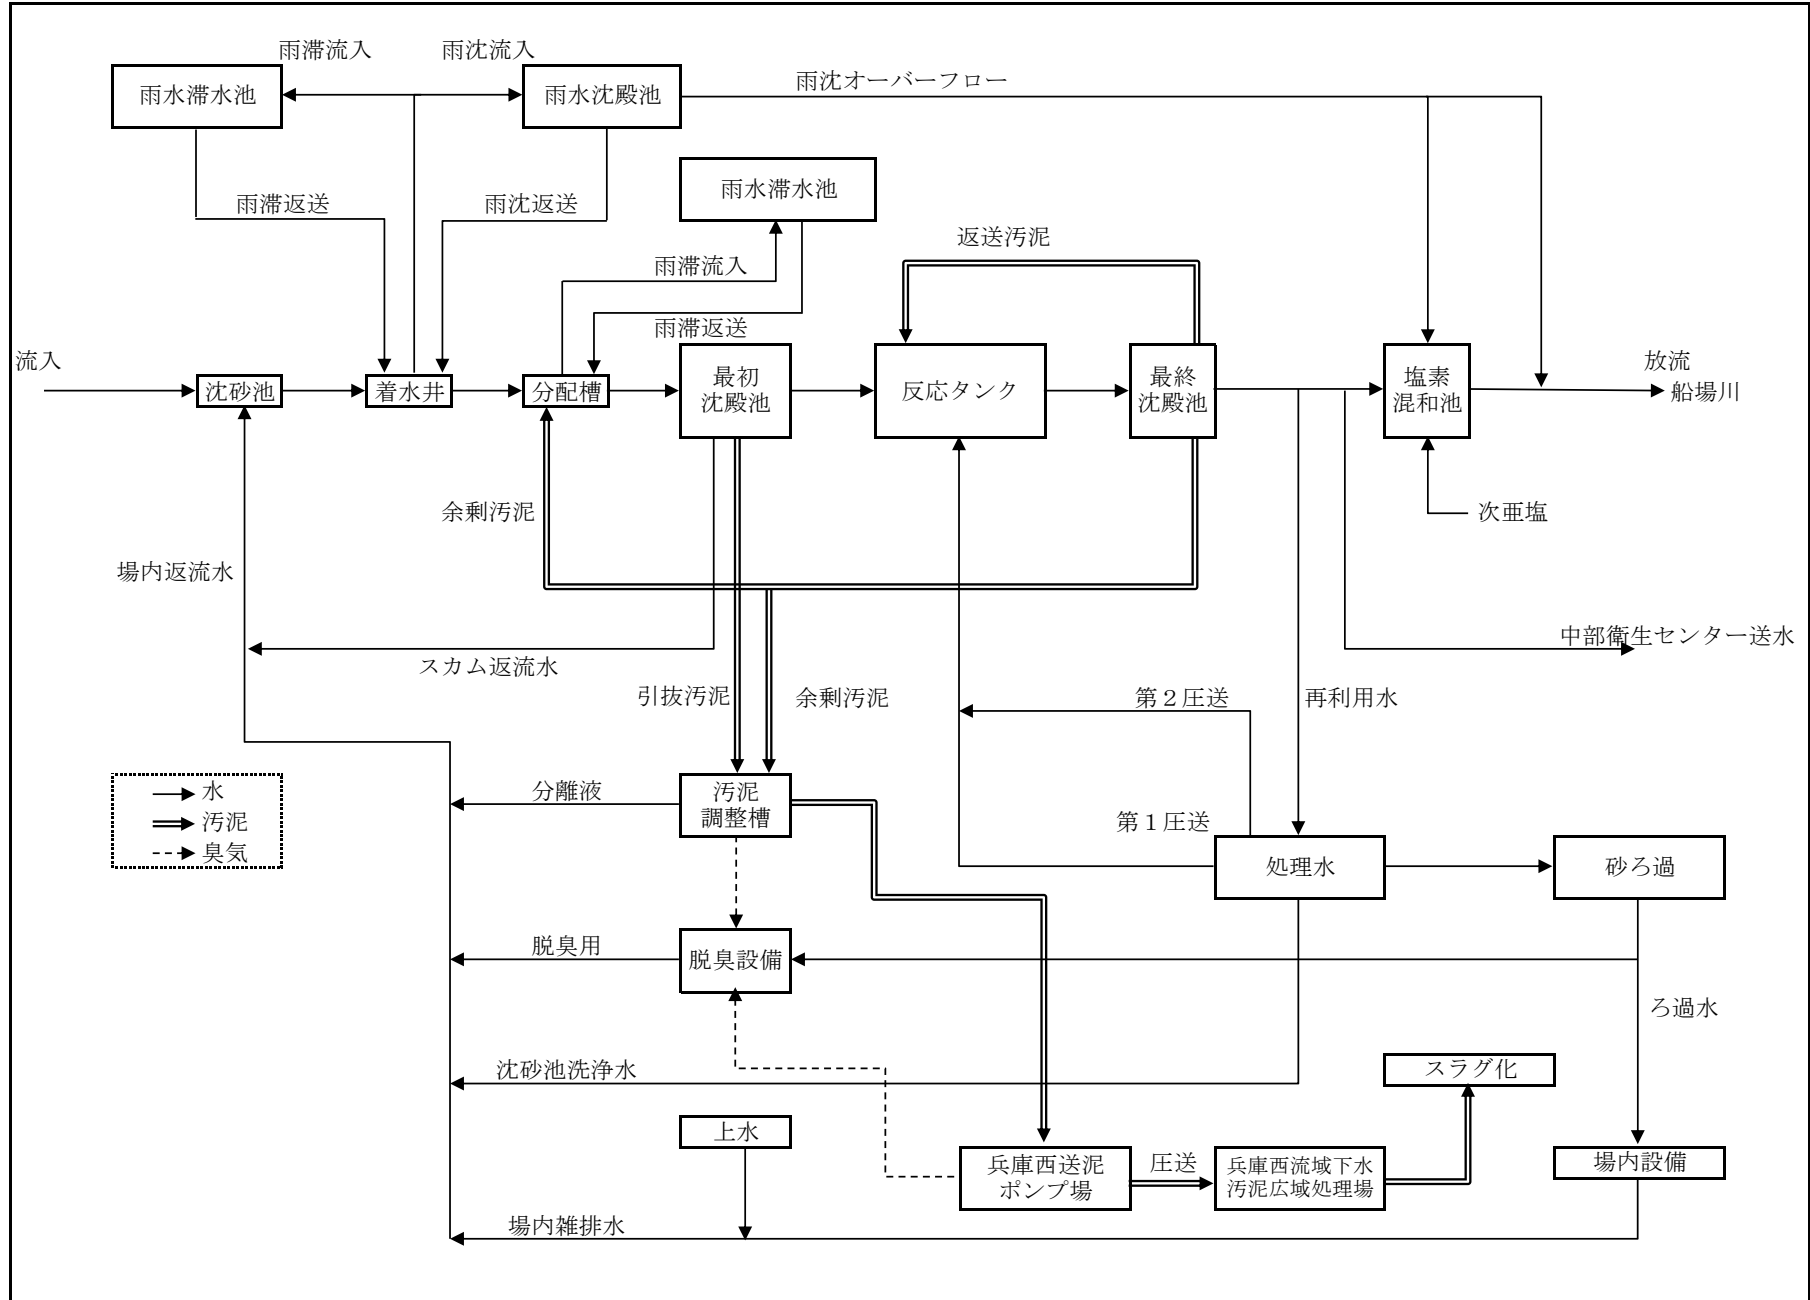 雨滞流入
雨沈流入
雨水滞水池
雨水沈殿池
雨沈オーバーフロー
雨水滞水池
雨滞返送
雨沈返送
返送汚泥
雨滞流入
雨滞返送
流入
沈砂池
着水井
分配槽
最初
沈殿池
反応タンク
最終
沈殿池
塩素
混和池
放流
船場川
余剰汚泥
次亜塩
場内返流水
中部衛生センター送水
スカム返流水
引抜汚泥
余剰汚泥
第２圧送
再利用水
水
汚泥
臭気
分離液
汚泥
調整槽
第１圧送
処理水
砂ろ過
脱臭用
脱臭設備
ろ過水
沈砂池洗浄水
スラグ化
上水
兵庫西送泥
ポンプ場
圧送
兵庫西流域下水
汚泥広域処理場
場内設備
場内雑排水